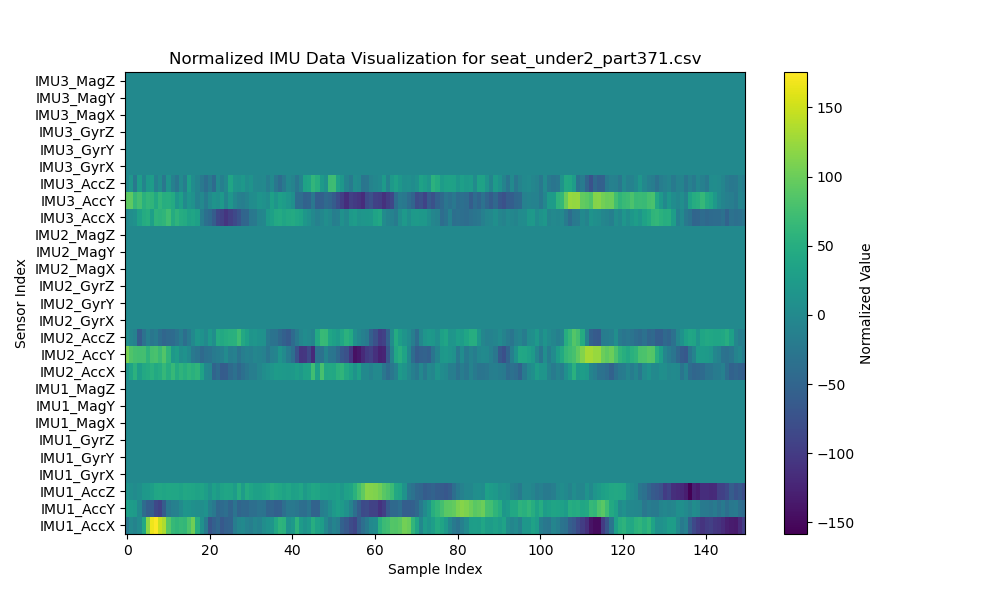 Normalized IMU Data Visualization for seat_under2_part371.csv
IMU3_MagZ
IMU3_MagY
IMU3_MagX
IMU3_GyrZ
IMU3_GyrY
IMU3_GyrX
IMU3_AccZ
IMU3_AccY
IMU3_AccX
IMU2_MagZ
IMU2_MagY
IMU2_MagX
IMU2_GyrZ
IMU2_GyrY
IMU2_GyrX
IMU2_AccZ
IMU2_AccY
IMU2_AccX
IMU1_MagZ
IMU1_MagY
IMU1_MagX
IMU1_GyrZ
IMU1_GyrY
IMU1_GyrX
IMU1_AccZ
IMU1_AccY
IMU1_AccX
Sensor Index
0 20 40 60 80 100 120 140
Sample Index
150
100
50
0
−50
−100
−150
Normalized Value